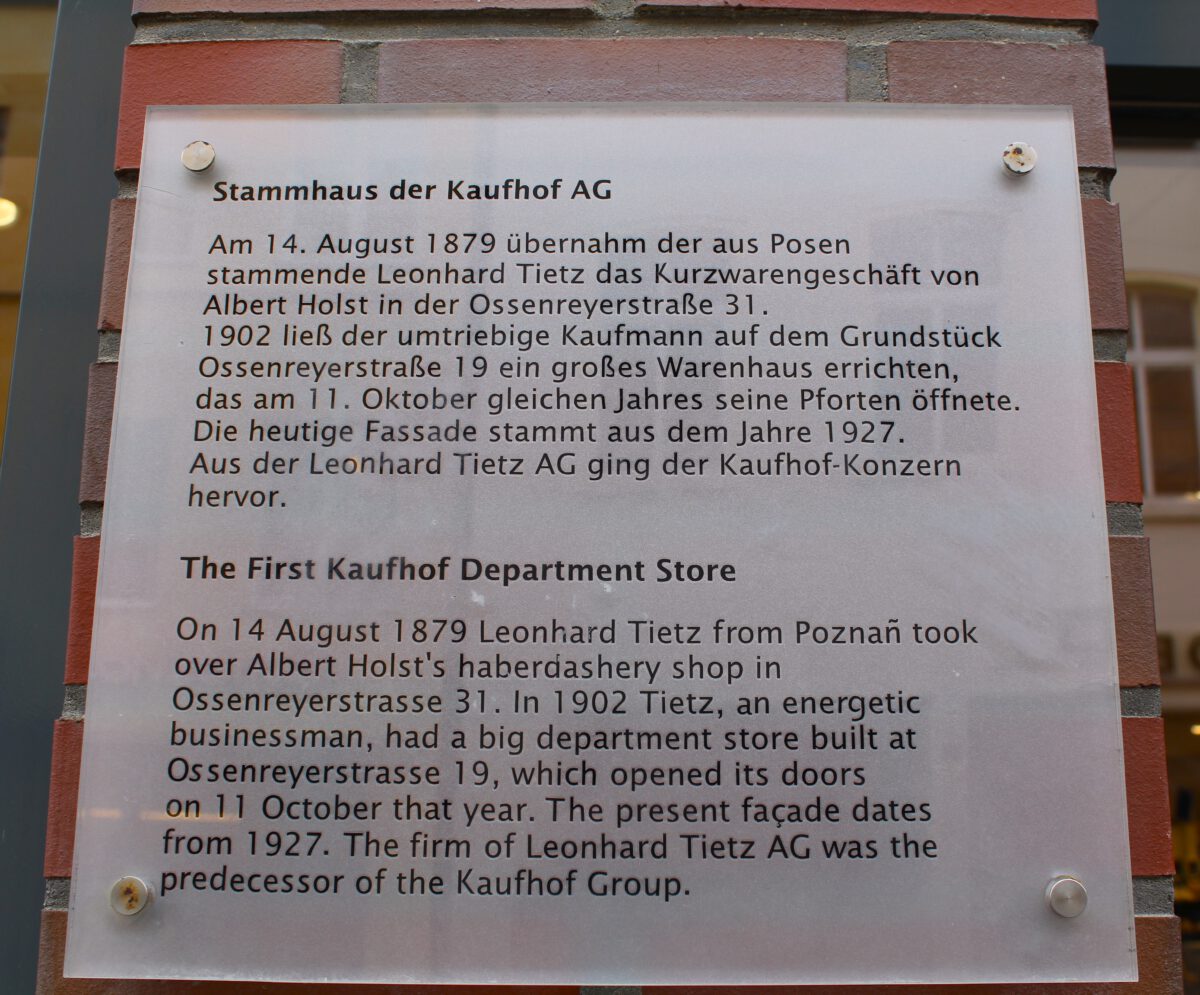 Stammhaus der Kaufhof AG
Am 14. August 1879 übernahm der aus Posen
stammende Leonhard Tietz das Kurzwarengeschäft von
Albert Holst in der Ossenreyerstraße 31.
1902 ließ der umtriebige Kaufmann auf dem Grundstück
Ossenreyerstraße 19 ein großes Warenhaus errichten,
das am 11. Oktober gleichen Jahres seine Pforten öffnete.
Die heutige Fassade stammt aus dem Jahre 1927.
Aus der Leonhard Tietz AG ging der Kaufhof-Konzern
hervor.
The First Kaufhof Department Store
On 14 August 1879 Leonhard Tietz from Poznañ took
over Albert Holst's haberdashery shop in
Ossenreyerstrasse 31. In 1902 Tietz, an energetic
businessman, had a big department store built at
Ossenreyerstrasse 19, which opened its doors
on 11 October that year. The present façade dates
from 1927. The firm of Leonhard Tietz AG was the
predecessor of the Kaufhof Group.